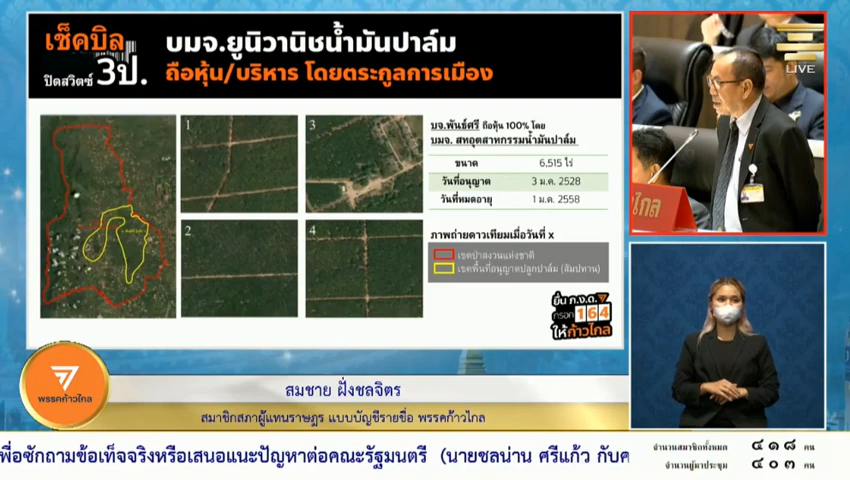 เช็คบิล
ปิดสวิตซ์ 3ป.
บมจ.ยูนิวานิชน้ำมันปาล์ม
ถือหุ้น/บริหาร โดยตระกูลการเมือง
LIVE
1
3
2
4
บจ.พันธ์ศรี ถือหุ้น 100% โดย
บมจ. สหอุตสาหกรรมน้ำมันปาล์ม
ขนาด 6,515 ไร่
วันที่อนุญาต 3 ม.ค. 2528
วันที่หมดอายุ 1 ม.ค. 2558
ภาพถ่ายดาวเทียมเมื่อวันที่ x
เขตป่าสงวนแห่งชาติ
เขตพื้นที่อนุญาตปลูกปาล์ม (สัมปทาน)
ยื่น ภ.ง.ด.
กรอก 164
ให้ก้าวไกล
พรรคก้าวไกล
สมชาย ฝั่งชลจิตร
สมาชิกสภาผู้แทนราษฎร แบบบัญชีรายชื่อ พรรคก้าวไกล
พื่อซักถามข้อเท็จจริงหรือเสนอแนะปัญหาต่อคณะรัฐมนตรี (นายชลน่าน ศรีแก้ว กับค
จำนวนสมาชิกทั้งหมด ๔๑๘ คน
จำนวนผู้มาประชุม ๔๐๓ คน